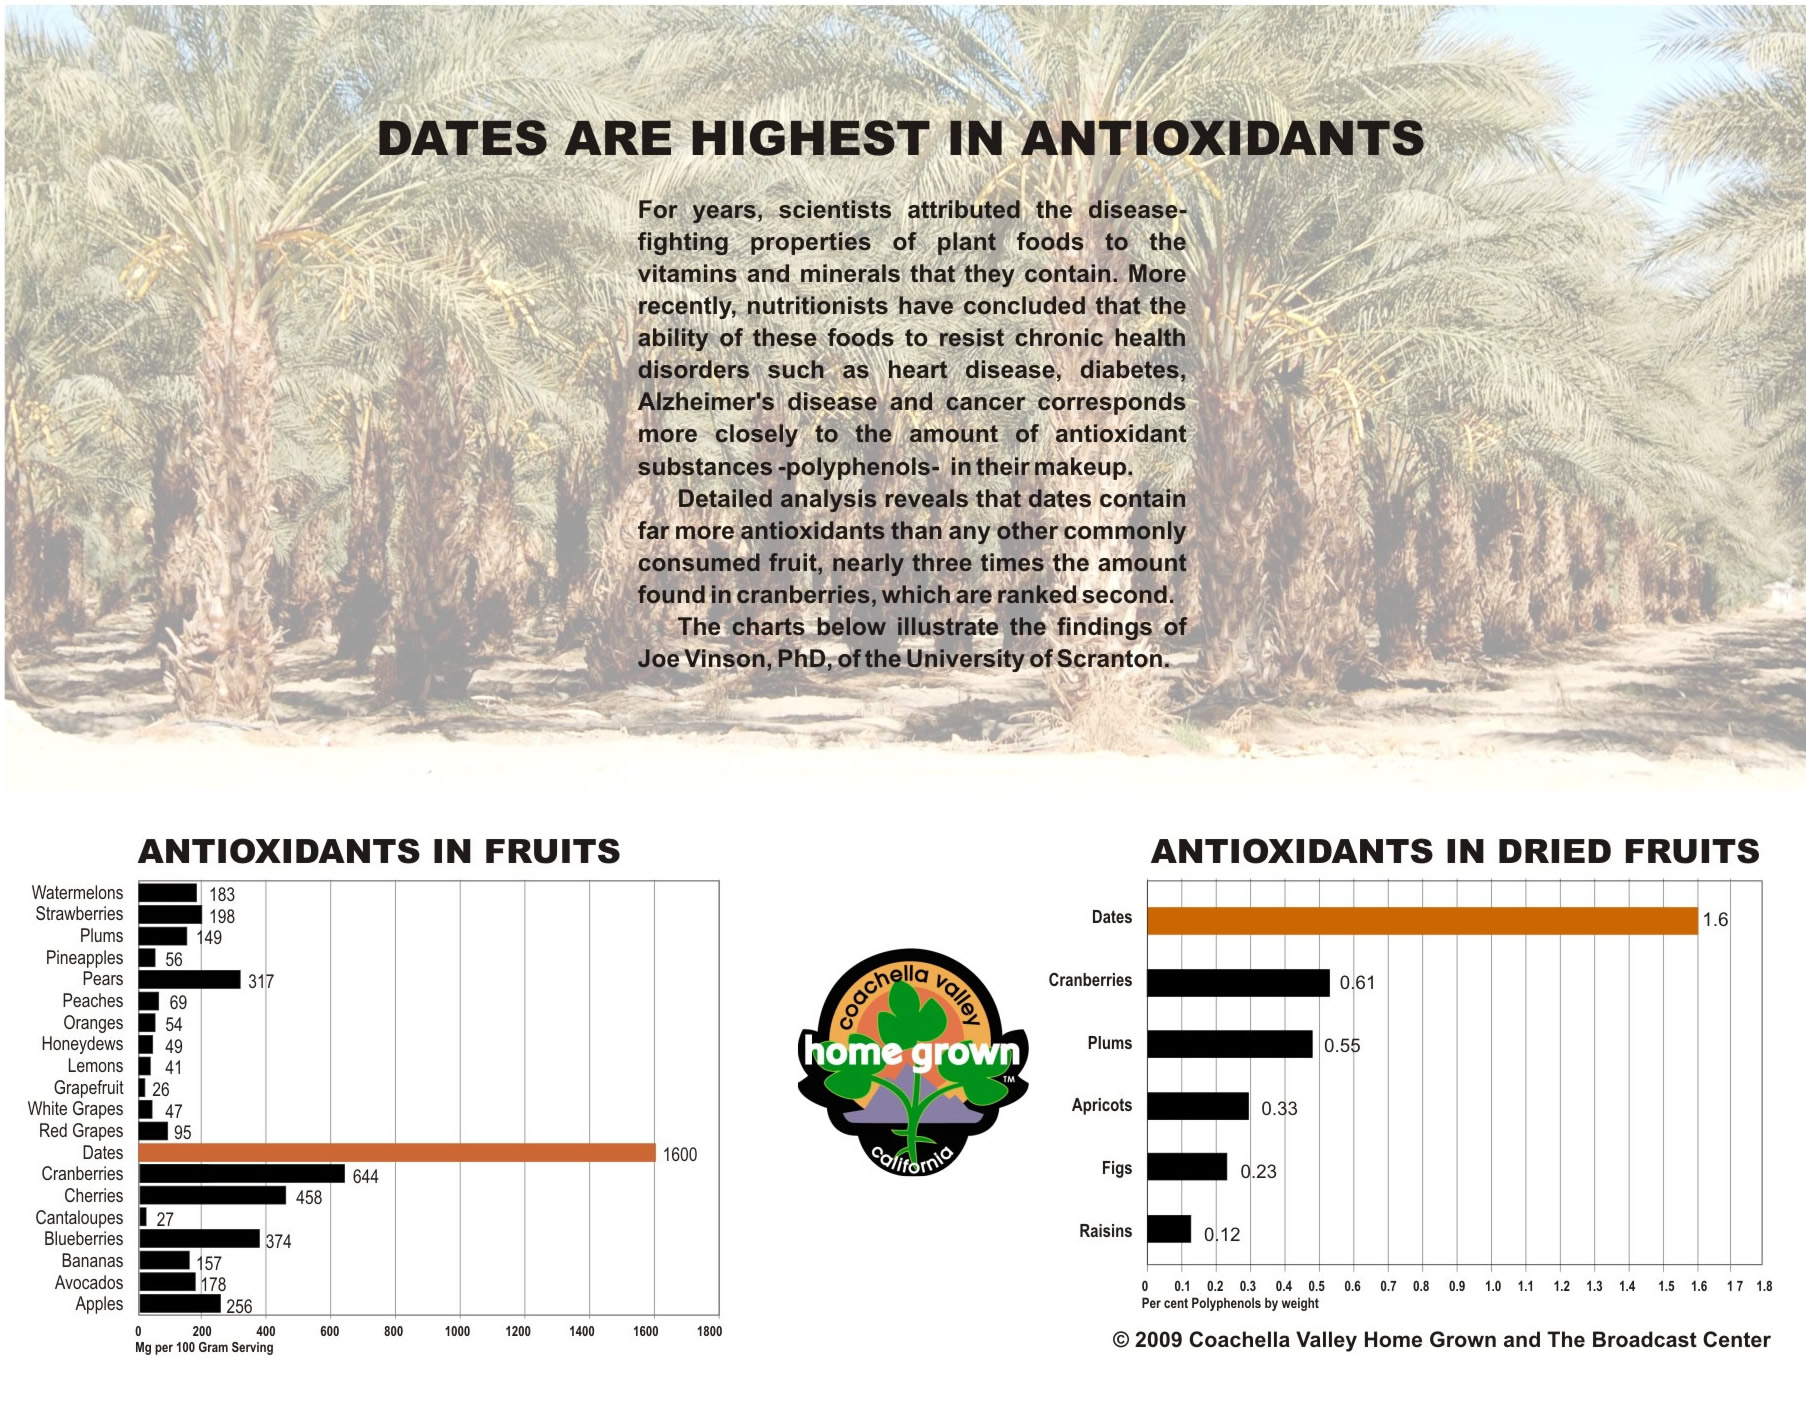 DATES ARE HIGHEST IN ANTIOXIDANTS
For years, scientists attributed the disease-
fighting properties of plant foods to the
vitamins and minerals that they contain. More
recently, nutritionists have concluded that the
ability of these foods to resist chronic health
disorders such as heart disease, diabetes,
Alzheimer's disease and cancer corresponds
more closely to the amount of antioxidant
substances -polyphenols- in their makeup.
Detailed analysis reveals that dates contain
far more antioxidants than any other commonly
consumed fruit, nearly three times the amount
found in cranberries, which are ranked second.
The charts below illustrate the findings of
Joe Vinson, PhD, of the University of Scranton.
ANTIOXIDANTS IN FRUITS
Watermelons 183
Strawberries 198
Plums 149
Pineapples 56
Pears 317
Peaches 69
Oranges 54
Honeydews 49
Lemons 41
Grapefruit 26
White Grapes 47
Red Grapes 95
Dates 1600
Cranberries 644
Cherries 458
Cantaloupes 27
Blueberries 374
Bananas 157
Avocados 178
Apples 256
0 200 400 600 800 1000 1200 1400 1600 1800
Mg per 100 Gram Serving
coachella valley
home grown
TM
california
ANTIOXIDANTS IN DRIED FRUITS
Dates 1.6
Cranberries 0.61
Plums 0.55
Apricots 0.33
Figs 0.23
Raisins 0.12
0 0.1 0.2 0.3 0.4 0.5 0.6 0.7 0.8 0.9 1.0 1.1 1.2 1.3 1.4 1.5 1.6 1 7 1.8
Per cent Polyphenols by weight
© 2009 Coachella Valley Home Grown and The Broadcast Center